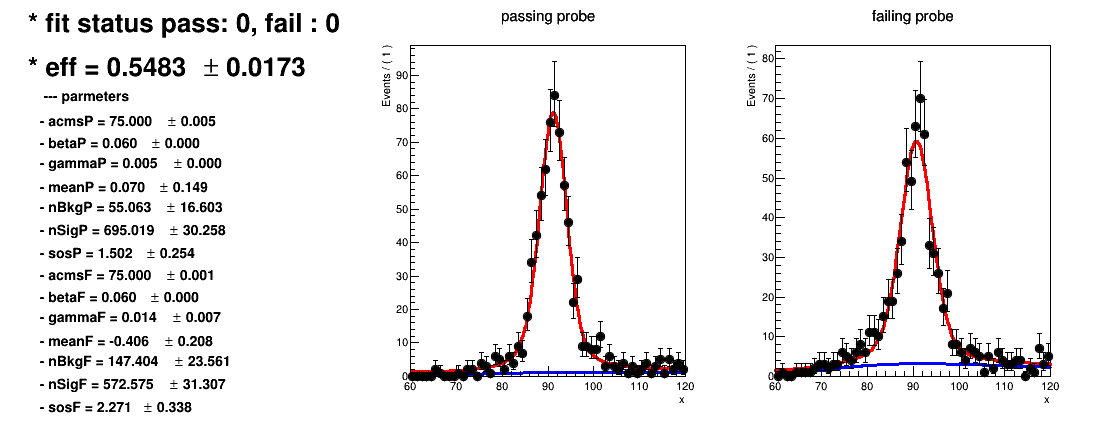 * fit status pass: 0, fail : 0
* eff = 0.5483 ± 0.0173
--- parmeters
- acmsP = 75.000 ± 0.005
- betaP = 0.060 ± 0.000
- gammaP = 0.005 ± 0.000
- meanP = 0.070 ± 0.149
- nBkgP = 55.063 ± 16.603
- nSigP = 695.019 ± 30.258
- sosP = 1.502 ± 0.254
- acmsF = 75.000 ± 0.001
- betaF = 0.060 ± 0.000
- gammaF = 0.014 ± 0.007
- meanF = -0.406 ± 0.208
- nBkgF = 147.404 ± 23.561
- nSigF = 572.575 ± 31.307
- sosF = 2.271 ± 0.338
passing probe
Events / ( 1 )
90
80
70
60
50
40
30
20
10
0
60 70 80 90 100 110 120
x
failing probe
Events / ( 1 )
80
70
60
50
40
30
20
10
0
60 70 80 90 100 110 120
x